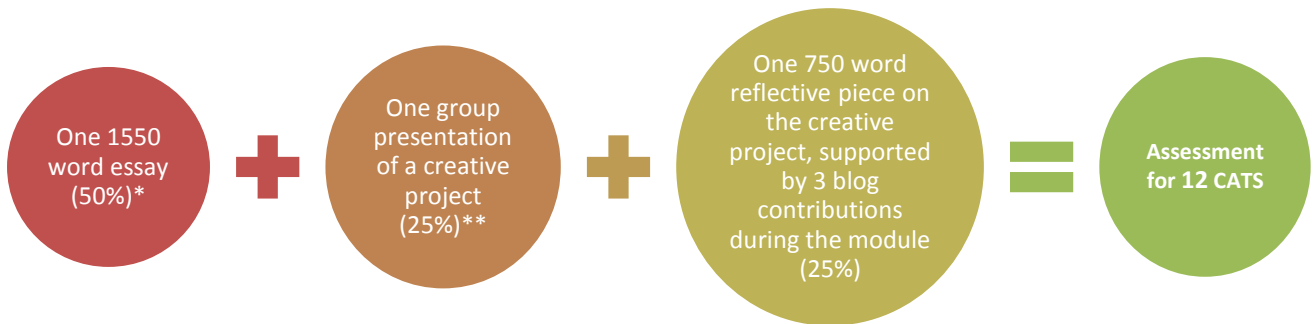 One 1550
word essay
(50%)*
One group
presentation
of a creative
project
(25%)**
One 750 word
reflective piece on
the creative
project, supported
by 3 blog
contributions
during the module
(25%)
Assessment
for 12 CATS